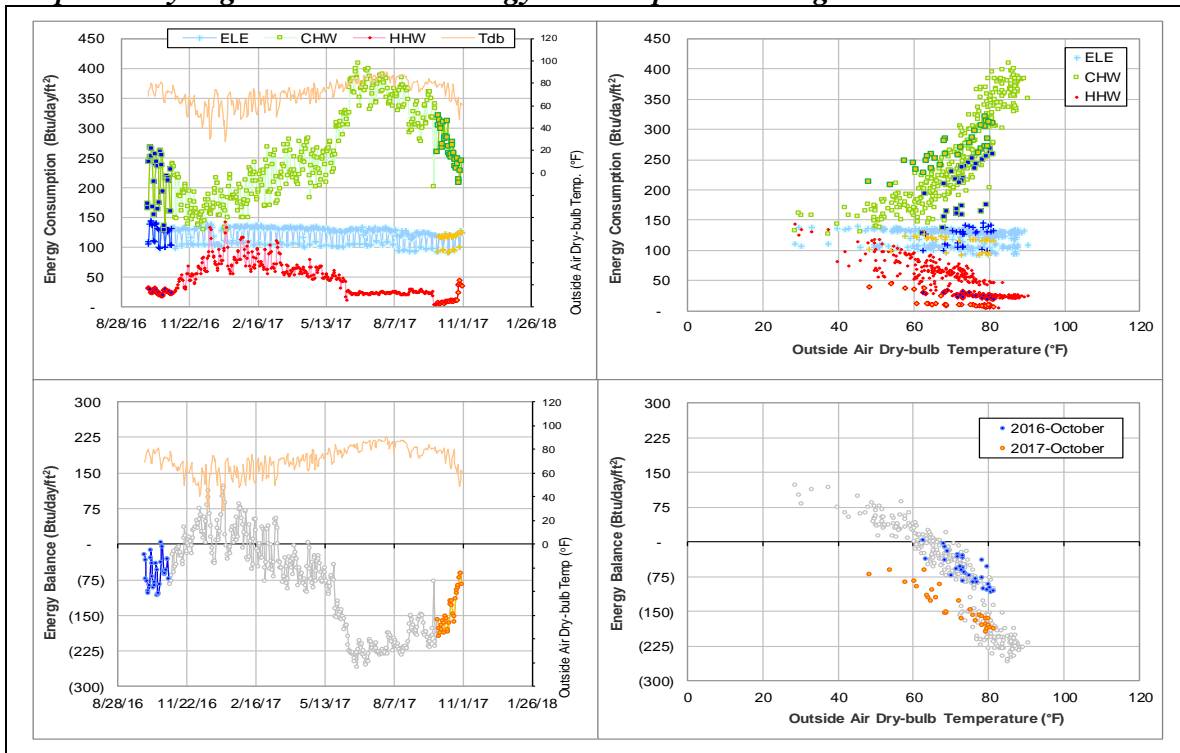 ELE CHW HHW Tdb
Energy Consumption (Btu/day/ft²)
450
400
350
300
250
200
150
100
50
-
120
100
80
60
40
20
0
Outside Air Dry-bulb Temp. (°F)
8/28/16 11/22/16 2/16/17 5/13/17 8/7/17 11/1/17 1/26/18
Energy Consumption (Btu/day/ft²)
450
400
350
300
250
200
150
100
50
-
ELE
CHW
HHW
0 20 40 60 80 100 120
Outside Air Dry-bulb Temperature (°F)
Energy Balance (Btu/day/ft²)
300
225
150
75
-
(75)
(150)
(225)
(300)
120
100
80
60
40
20
0
Outside Air Dry-bulb Temp (°F)
8/28/16 11/22/16 2/16/17 5/13/17 8/7/17 11/1/17 1/26/18
Energy Balance (Btu/day/ft²)
300
225
150
75
-
(75)
(150)
(225)
(300)
2016-October
2017-October
0 20 40 60 80 100 120
Outside Air Dry-bulb Temperature (°F)